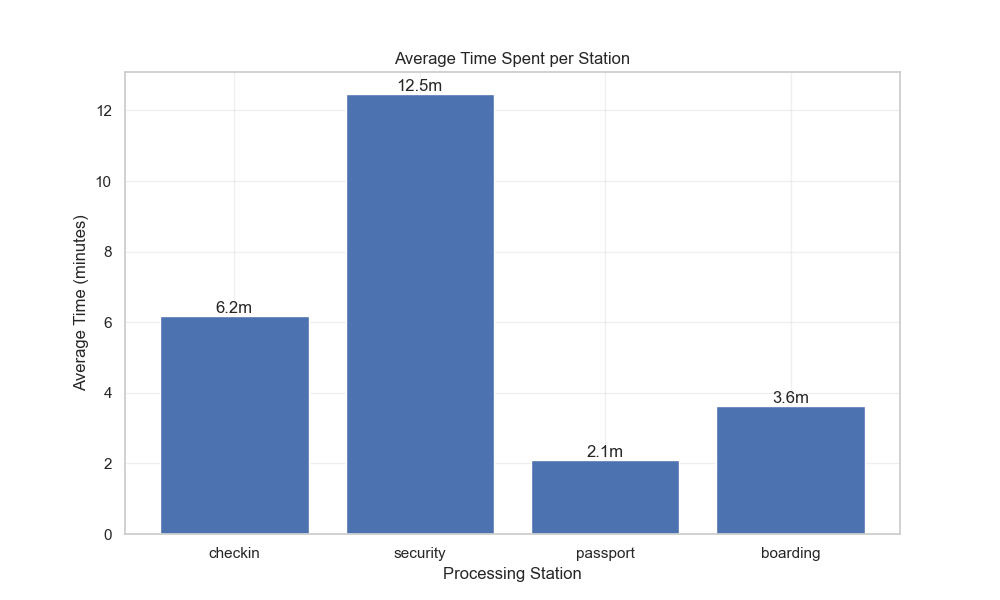 Average Time Spent per Station
12.5m
6.2m
3.6m
2.1m
12
10
8
6
4
2
0
Average Time (minutes)
checkin security passport boarding
Processing Station